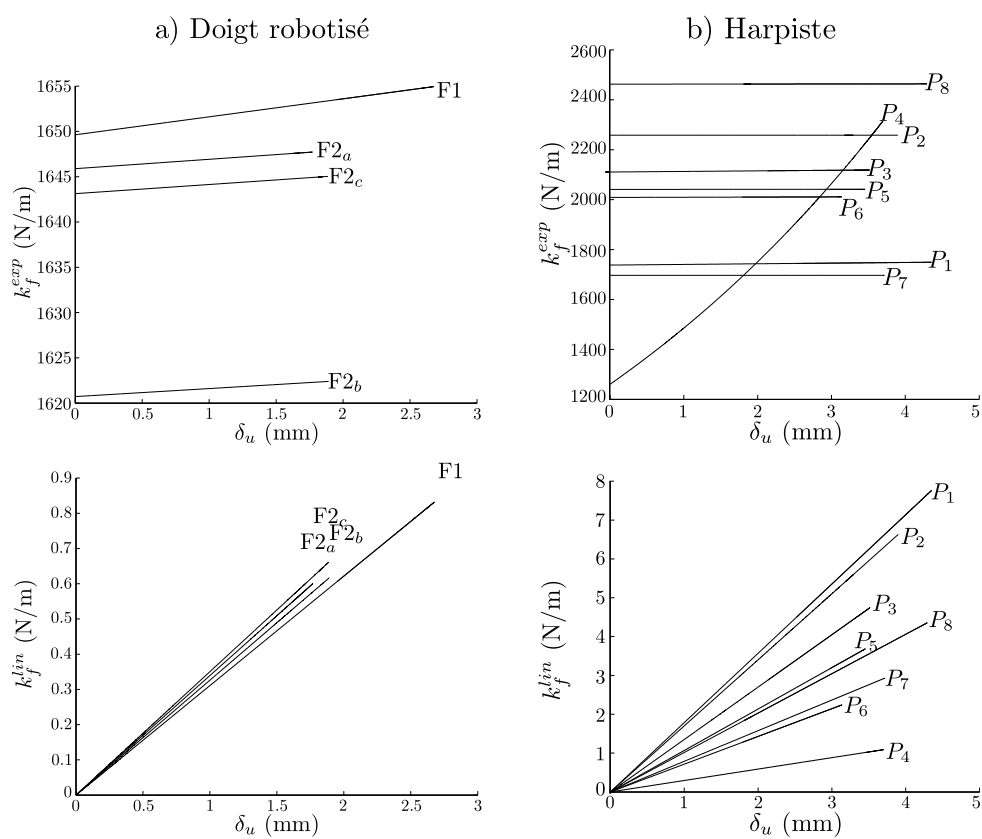 a) Doigt robotisé
b) Harpiste
k_f^{exp} (N/m)
1655
1650
1645
1640
1635
1630
1625
1620
F1
F2_a
F2_c
F2_b
0 0.5 1 1.5 2 2.5 3
δ_u (mm)
k_f^{exp} (N/m)
2600
2400
2200
2000
1800
1600
1400
1200
P_8
P_4
P_2
P_3
P_5
P_6
P_1
P_7
0 1 2 3 4 5
δ_u (mm)
k_f^{lin} (N/m)
0.9
0.8
0.7
0.6
0.5
0.4
0.3
0.2
0.1
0
F1
F2_c
F2_b
F2_a
0 0.5 1 1.5 2 2.5 3
δ_u (mm)
k_f^{lin} (N/m)
8
7
6
5
4
3
2
1
0
P_1
P_2
P_3
P_8
P_5
P_7
P_6
P_4
0 1 2 3 4 5
δ_u (mm)